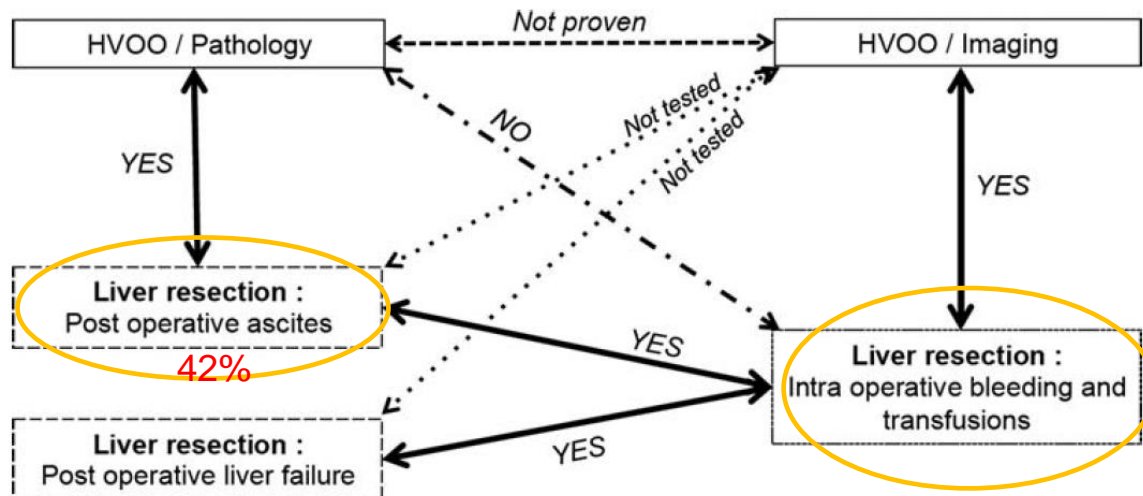 Not proven
HVOO / Pathology
HVOO / Imaging
NO
Not tested
Not tested
YES
YES
Liver resection :
Post operative ascites
42%
YES
Liver resection :
Intra operative bleeding and
transfusions
Liver resection :
Post operative liver failure
YES